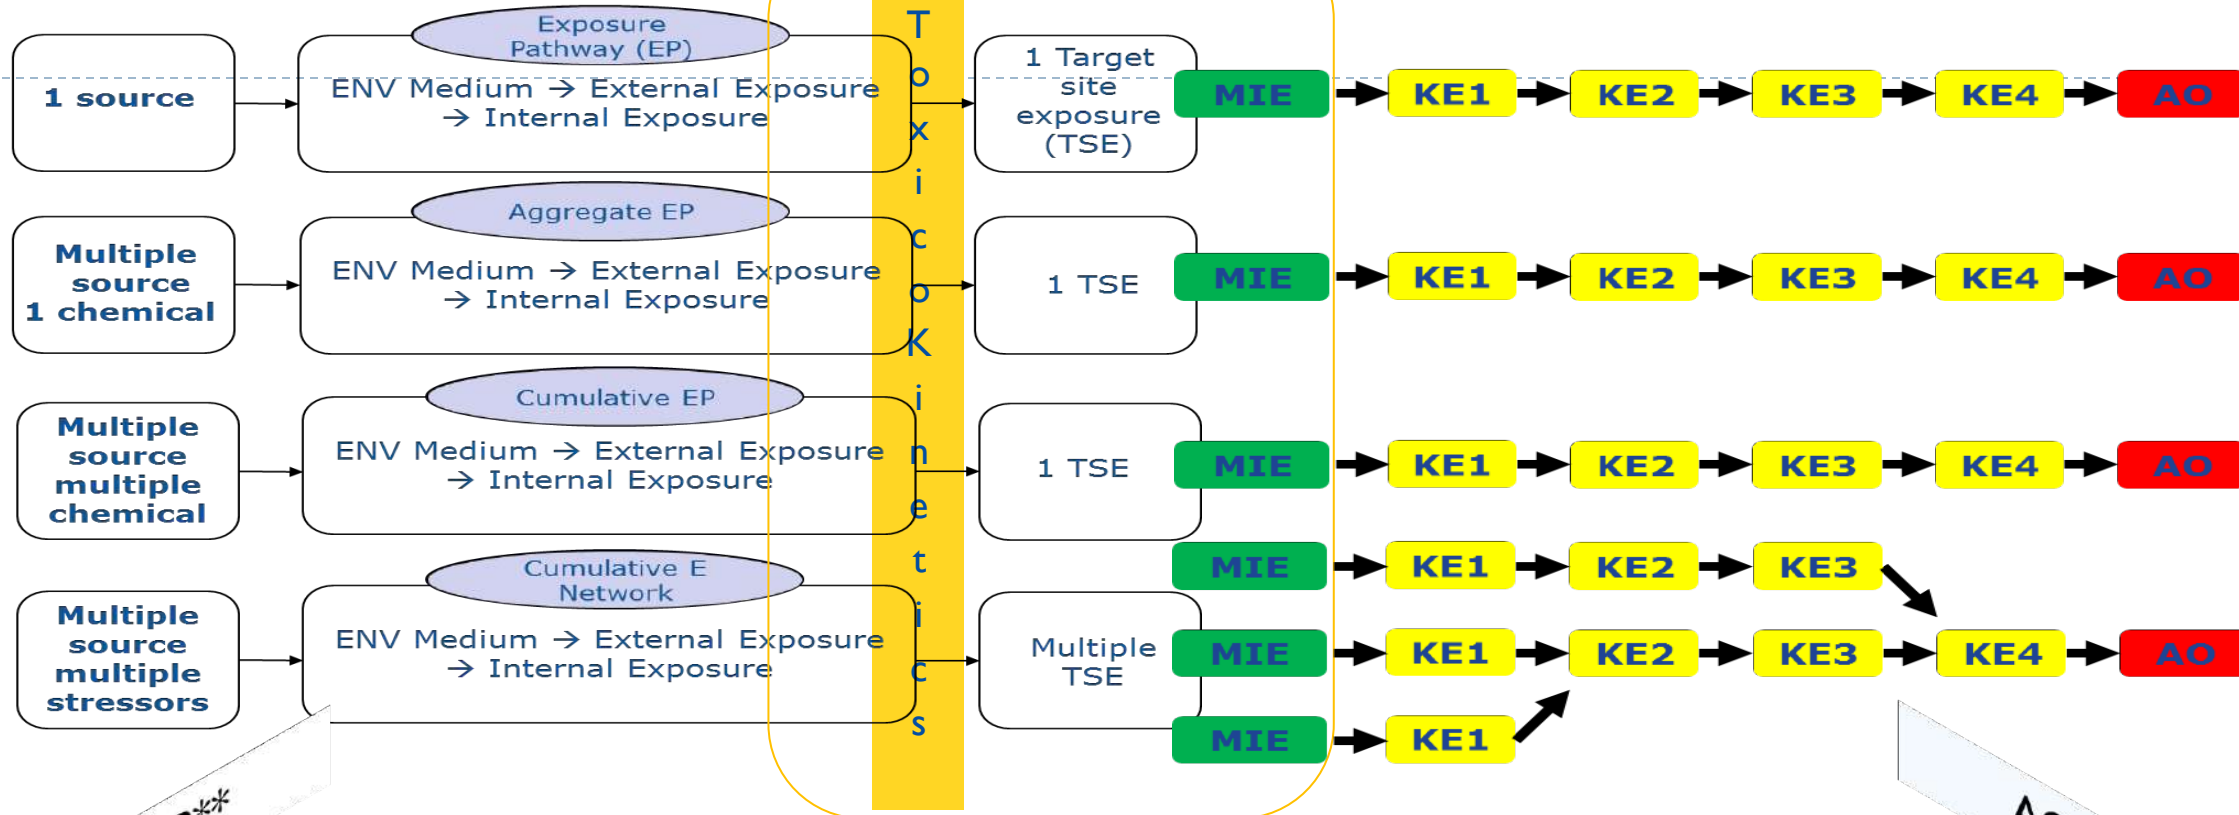 Exposure
Pathway (EP)
1 source
ENV Medium → External Exposure
→ Internal Exposure
1 Target
site
exposure
(TSE)
MIE
KE1
KE2
KE3
KE4
AO
Aggregate EP
Multiple
source
1 chemical
ENV Medium → External Exposure
→ Internal Exposure
1 TSE
MIE
KE1
KE2
KE3
KE4
AO
Cumulative EP
Multiple
source
multiple
chemical
ENV Medium → External Exposure
→ Internal Exposure
1 TSE
MIE
KE1
KE2
KE3
KE4
AO
MIE
KE1
KE2
KE3
Cumulative E
Network
Multiple
source
multiple
stressors
ENV Medium → External Exposure
→ Internal Exposure
Multiple
TSE
MIE
KE1
KE2
KE3
KE4
AO
MIE
KE1
ToxicoKinetics